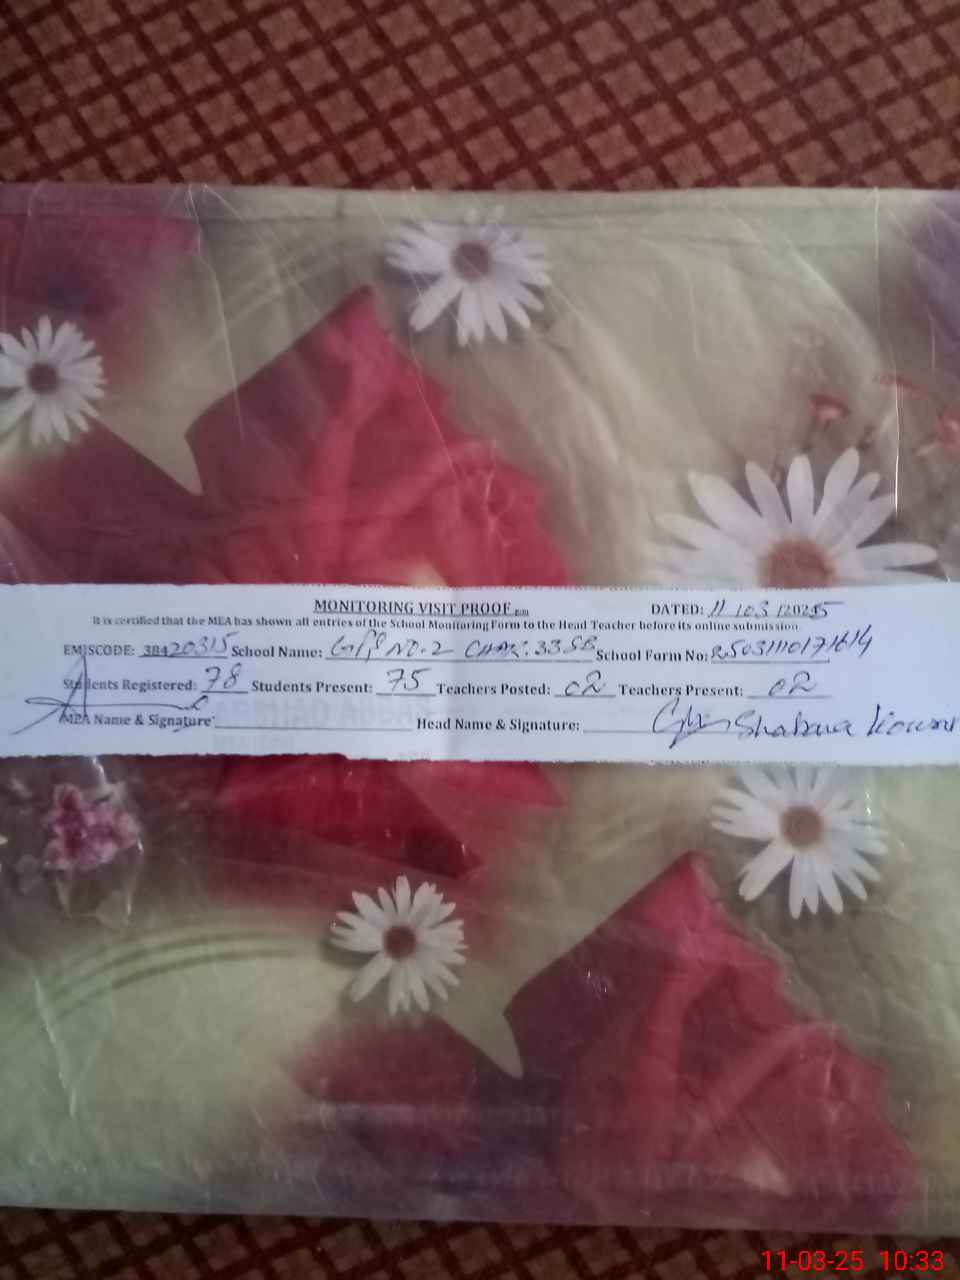 MONITORING VISIT PROOF DATED: 11/03/2025
It is certified that the MEA has shown all entries of the School Monitoring Form to the Head Teacher before its online submission.
EMISCODE: 38420315 School Name: NO. 2 CHAK. 33 SB School Form No:
Students Registered: 78 Students Present: 75 Teachers Posted: 02 Teachers Present: 02
MEA Name & Signature: Head Name & Signature: Shabana
11-03-25 10:33